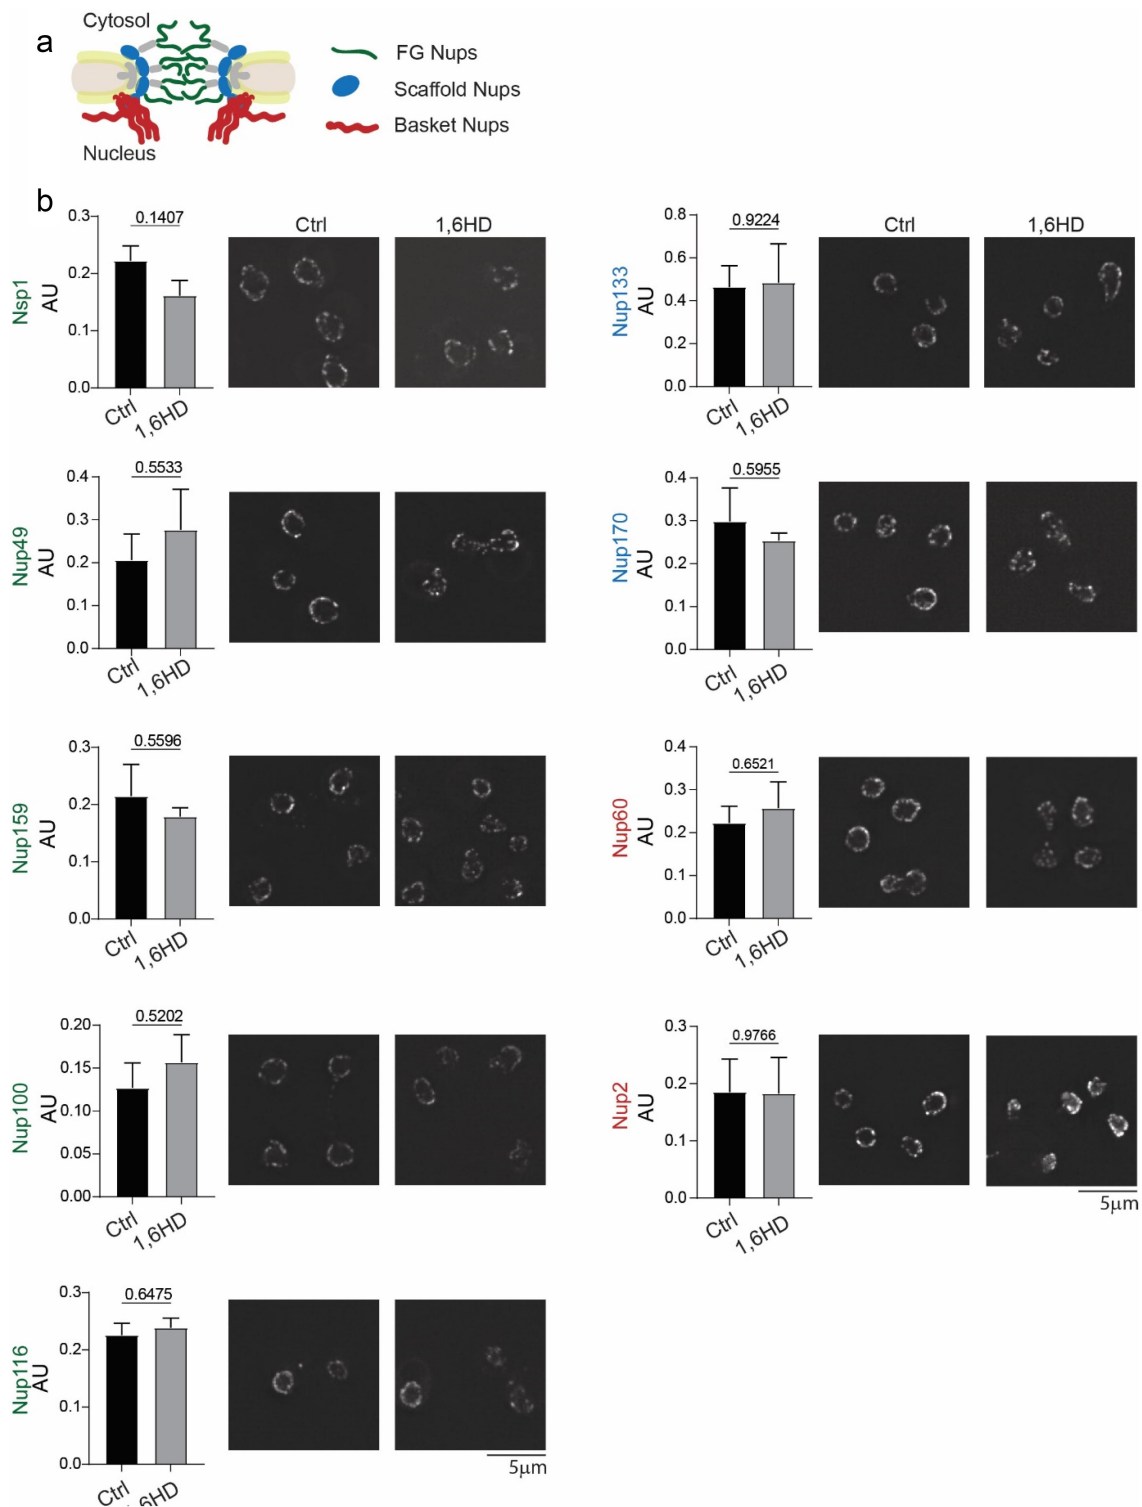 a
Cytosol
Nucleus
FG Nups
Scaffold Nups
Basket Nups
b
Nsp1
AU
0.3
0.2
0.1
0.0
0.1407
Ctrl
1,6HD
Ctrl
1,6HD
Nup133
AU
0.8
0.6
0.4
0.2
0.0
0.9224
Ctrl
1,6HD
Ctrl
1,6HD
Nup49
AU
0.4
0.3
0.2
0.1
0.0
0.5533
Ctrl
1,6HD
Nup170
AU
0.4
0.3
0.2
0.1
0.0
0.5955
Ctrl
1,6HD
Nup159
AU
0.3
0.2
0.1
0.0
0.5596
Ctrl
1,6HD
Nup60
AU
0.4
0.3
0.2
0.1
0.0
0.6521
Ctrl
1,6HD
Nup100
AU
0.20
0.15
0.10
0.05
0.00
0.5202
Ctrl
1,6HD
Nup2
AU
0.3
0.2
0.1
0.0
0.9766
Ctrl
1,6HD
5μm
Nup116
AU
0.3
0.2
0.1
0.0
0.6475
Ctrl
1,6HD
5μm